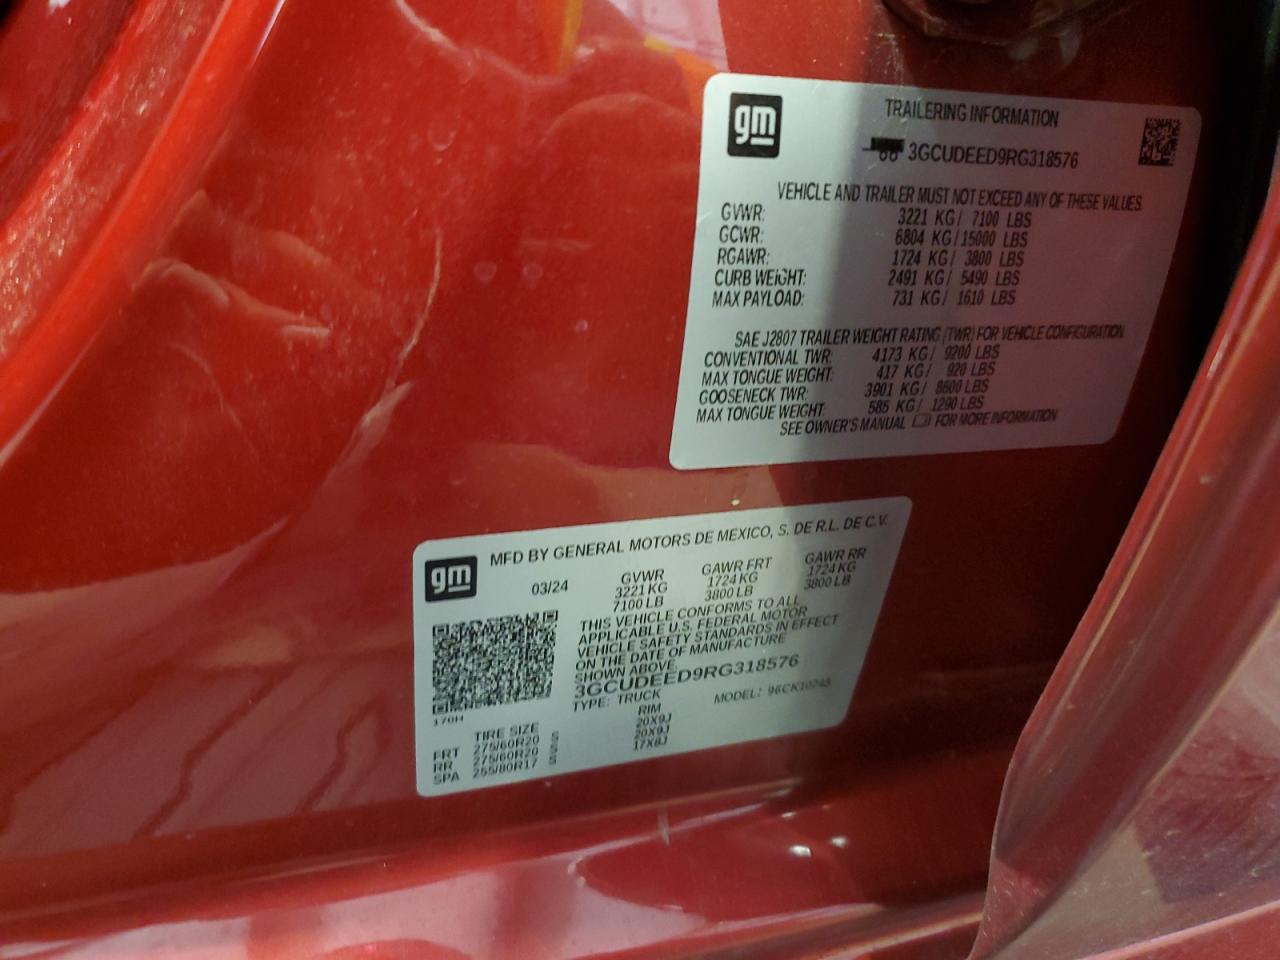 gm
TRAILERING INFORMATION
3GCUDEED9RG318576
VEHICLE AND TRAILER MUST NOT EXCEED ANY OF THESE VALUES.
GVWR: 3221 KG / 7100 LBS
GCWR: 6804 KG / 15000 LBS
RGAWR: 1724 KG / 3800 LBS
CURB WEIGHT: 2491 KG / 5490 LBS
MAX PAYLOAD: 731 KG / 1610 LBS
SAE J2807 TRAILER WEIGHT RATING (TWR) FOR VEHICLE CONFIGURATION
CONVENTIONAL TWR: 4173 KG / 9200 LBS
MAX TONGUE WEIGHT: 417 KG / 920 LBS
GOOSENECK TWR: 3901 KG / 8600 LBS
MAX TONGUE WEIGHT: 585 KG / 1290 LBS
SEE OWNER'S MANUAL FOR MORE INFORMATION
gm
MFD BY GENERAL MOTORS DE MEXICO, S. DE R.L. DE C.V.
03/24 GVWR GAWR FRT GAWR RR
3221 KG 1724 KG 1724 KG
7100 LB 3800 LB 3800 LB
THIS VEHICLE CONFORMS TO ALL
APPLICABLE U.S. FEDERAL MOTOR
VEHICLE SAFETY STANDARDS IN EFFECT
ON THE DATE OF MANUFACTURE
SHOWN ABOVE.
3GCUDEED9RG318576
TYPE: TRUCK MODEL: 96CK10743
170H
TIRE SIZE RIM
FRT 275/60R20 S 20X9J
RR 275/60R20 S 20X9J
SPA 255/80R17 S 17X8J